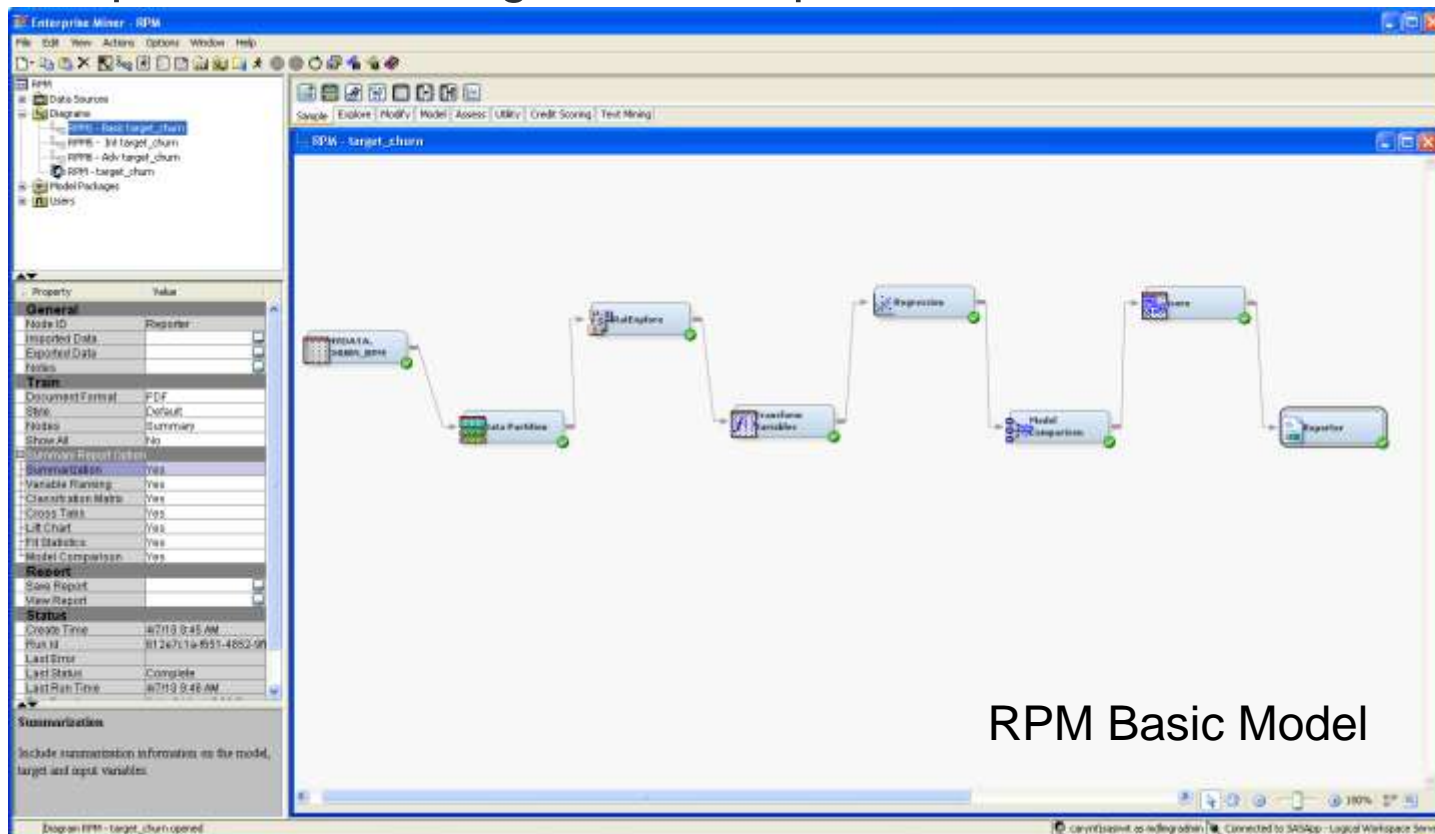 Enterprise Miner - RPM
File Edit View Actions Options Window Help
RPM
Data Sources
Diagrams
RPM - Basic target_churn
RPM - Int target_churn
RPM - Adv target_churn
RPM - target_churn
Model Packages
Users
Sample Explore Modify Model Assess Utility Credit Scoring Text Mining
RPM - target_churn
StatExplore
Regression
Data Partition
Transform Variables
Model Comparison
Score
Reporter
Property Value
General
Node ID Reporter
Imported Data
Exported Data
Notes
Train
Document Format PDF
Style Default
Nodes Summary
Show All No
Summary Report Option
Summarization Yes
Variable Ranking Yes
Classification Matrix Yes
Cross Tabs Yes
Lift Chart Yes
Fit Statistics Yes
Model Comparison Yes
Report
Save Report
View Report
Status
Create Time
Run Id
Last Error
Last Status Complete
Last Run Time
Summarization
Include summarization information on the model,
target and input variables.
RPM Basic Model
100%
Diagram RPM - target_churn opened
Connected to SASApp - Logical Workspace Serv